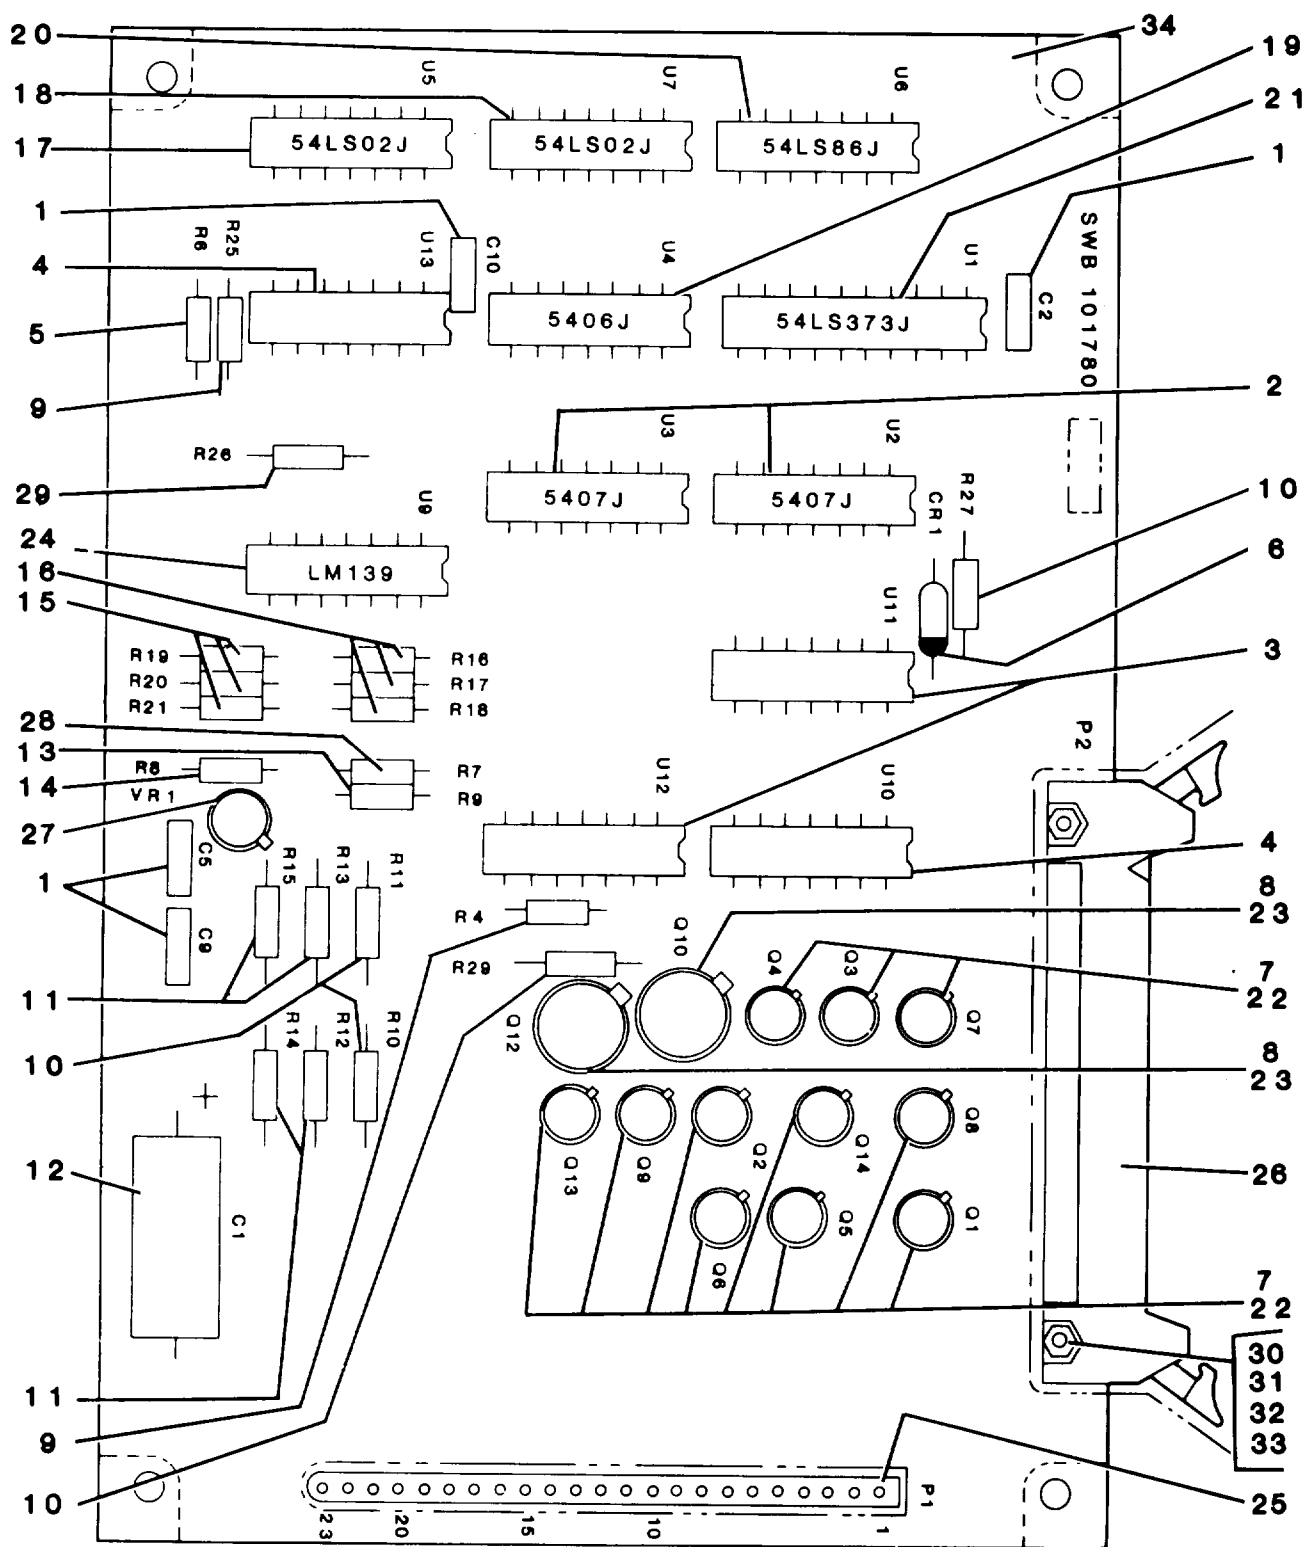 20
34
19
18
U5
U7
U6
21
54LS02J
54LS02J
54LS86J
17
1
1
R6
R25
U13
C10
U4
U1
C2
SWB 101780
4
5
5406J
54LS373J
9
2
U3
U2
R26
29
5407J
5407J
CR1
R27
10
U9
24
LM139
6
16
15
U11
R19
R16
3
R20
R17
R21
R18
28
P2
13
R8
R7
14
VR1
R9
U12
U10
27
4
C5
R15
R13
R11
1
8
R4
23
C9
Q10
Q4
Q3
R29
7
11
22
Q12
Q7
R14
R12
R10
10
8
23
+
Q13
Q9
Q2
Q14
Q8
12
26
C1
Q6
Q5
Q1
7
22
30
31
11
32
9
33
10
P1
25
23
20
15
10
1